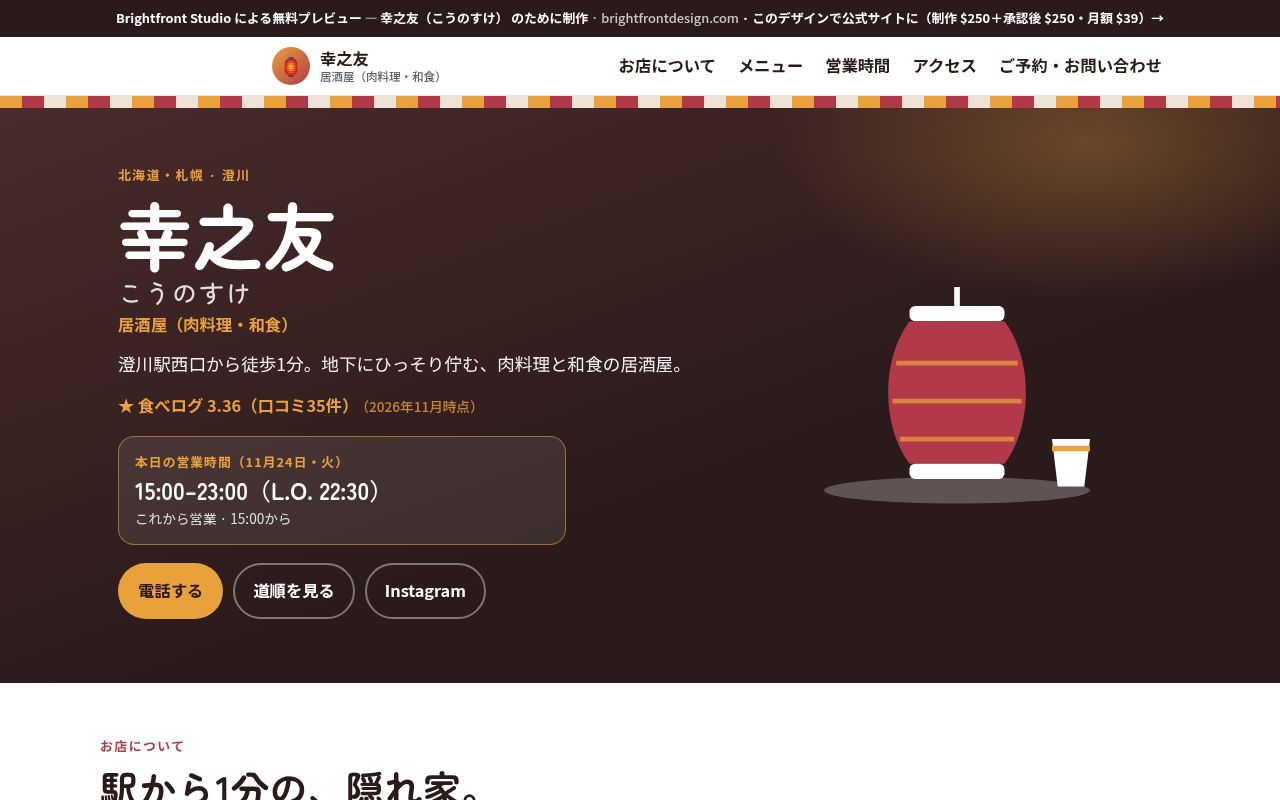 Brightfront Studio による無料プレビュー — 幸之友（こうのすけ） のために制作 · brightfrontdesign.com · このデザインで公式サイトに（制作 $250＋承認後 $250・月額 $39）→
幸之友
居酒屋（肉料理・和食）
お店について メニュー 営業時間 アクセス ご予約・お問い合わせ
北海道・札幌 · 澄川
幸之友
こうのすけ
居酒屋（肉料理・和食）
澄川駅西口から徒歩1分。地下にひっそり佇む、肉料理と和食の居酒屋。
★ 食べログ 3.36（口コミ35件）（2026年11月時点）
本日の営業時間（11月24日・火）
15:00–23:00（L.O. 22:30）
これから営業 · 15:00から
電話する 道順を見る Instagram
お店について
駅から1分の、隠れ家。